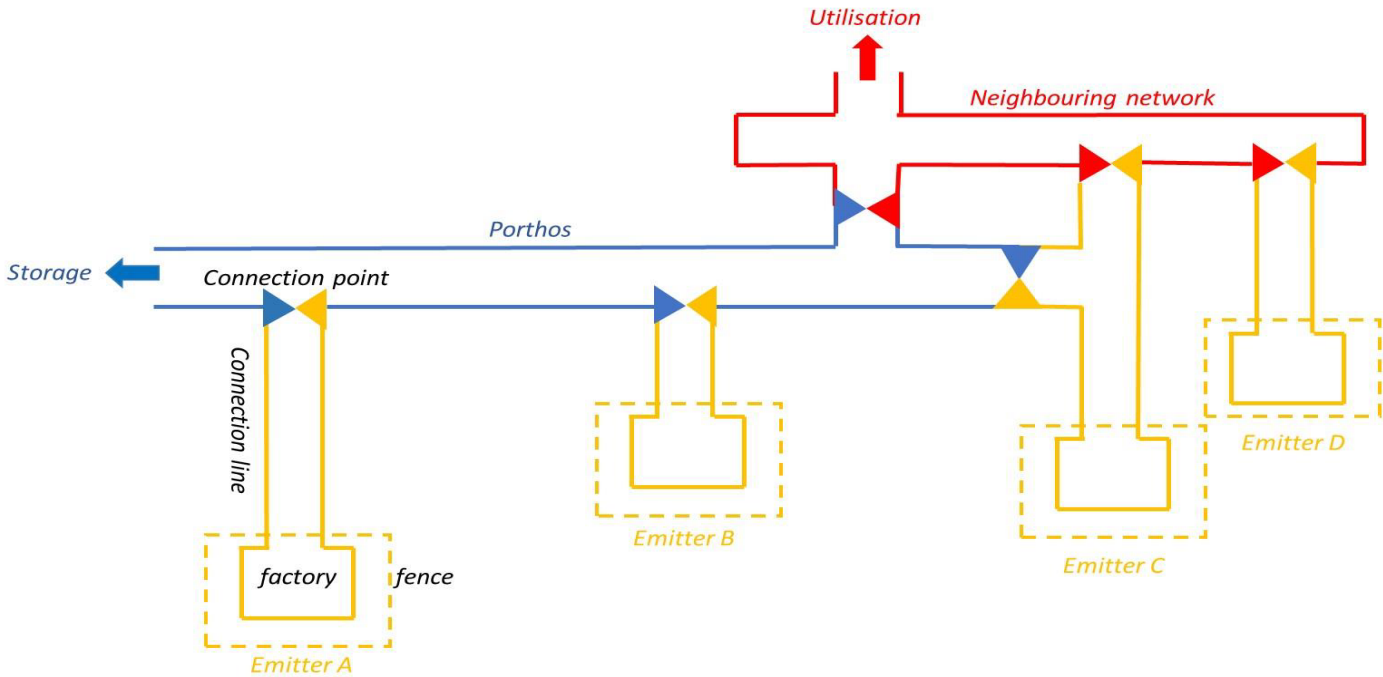 Utilisation
Neighbouring network
Porthos
Storage
Connection point
Connection line
Emitter D
Emitter B
Emitter C
factory
fence
Emitter A